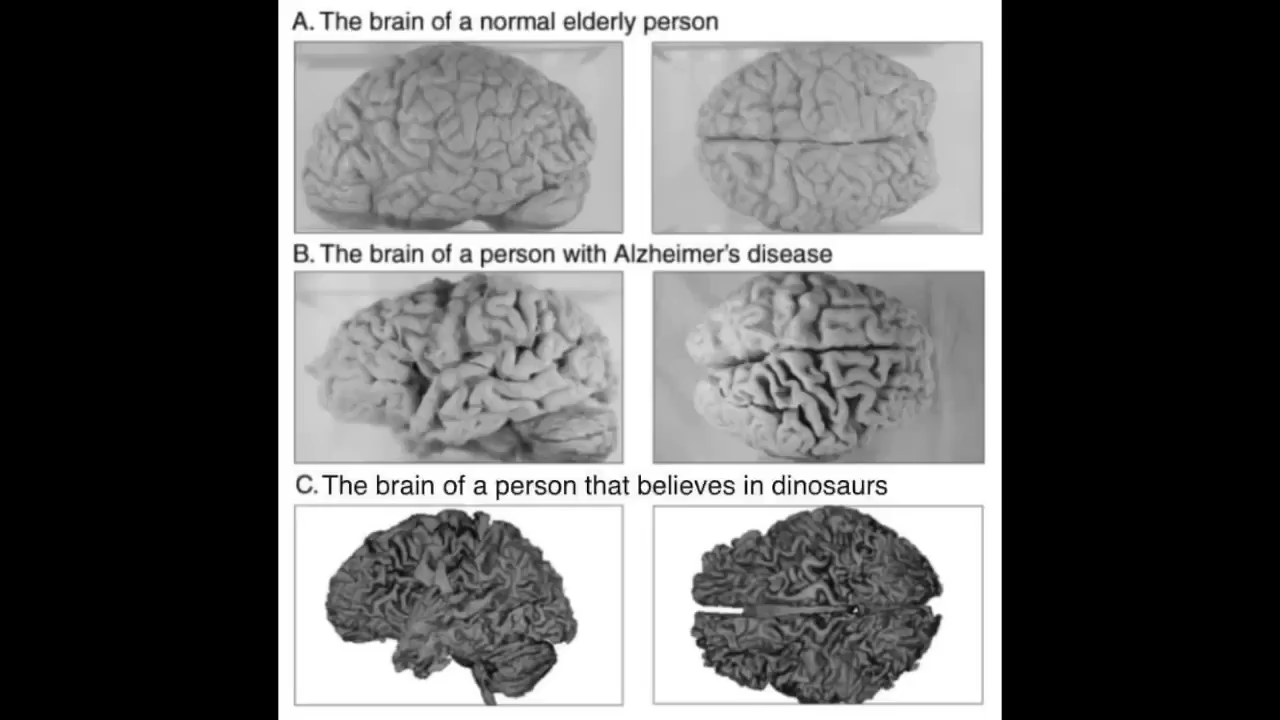 A. The brain of a normal elderly person
B. The brain of a person with Alzheimer's disease
C. The brain of a person that believes in dinosaurs